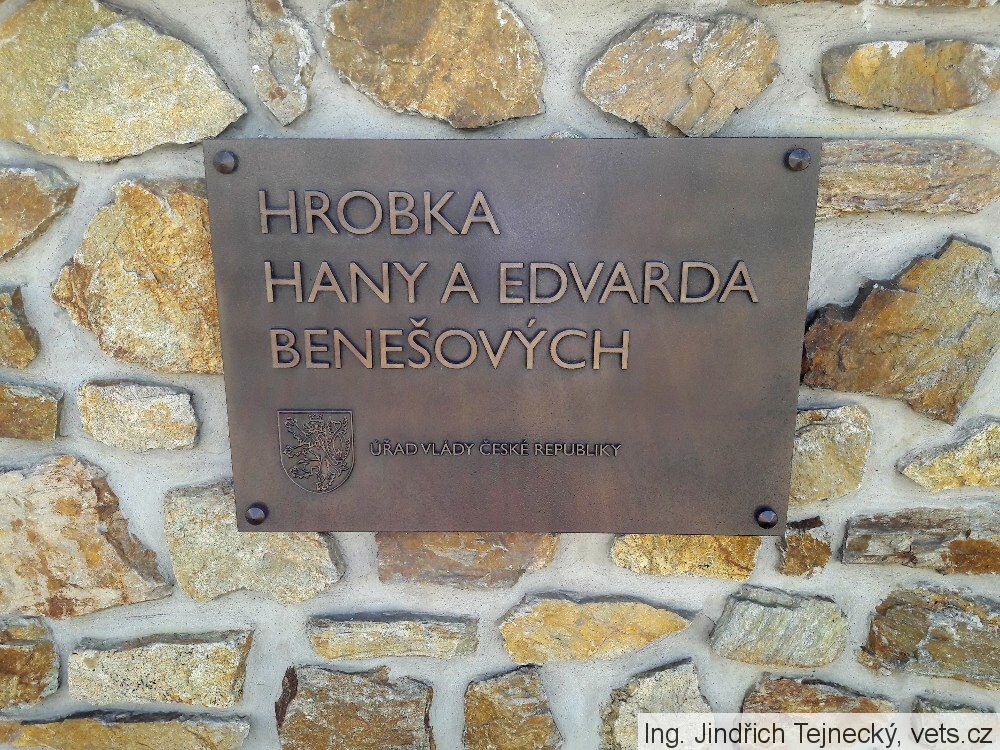 HROBKA
HANY A EDVARDA
BENEŠOVÝCH
ÚŘAD VLÁDY ČESKÉ REPUBLIKY
Ing. Jindřich Tejnecký, vets.cz